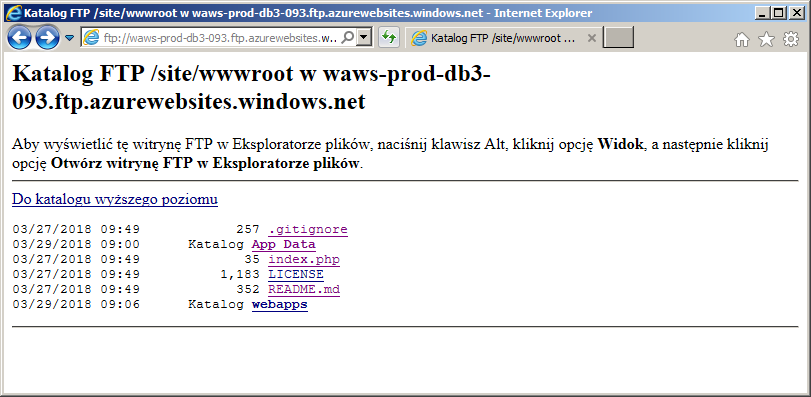 Katalog FTP /site/wwwroot w waws-prod-db3-093.ftp.azurewebsites.windows.net - Internet Explorer
ftp://waws-prod-db3-093.ftp.azurewebsites.w... Katalog FTP /site/wwwroot w ...
Katalog FTP /site/wwwroot w waws-prod-db3-
093.ftp.azurewebsites.windows.net
Aby wyświetlić tę witrynę FTP w Eksploratorze plików, naciśnij klawisz Alt, kliknij opcję Widok, a następnie kliknij
opcję Otwórz witrynę FTP w Eksploratorze plików.
Do katalogu wyższego poziomu
03/27/2018 09:49 257 .gitignore
03/29/2018 09:00 Katalog App Data
03/27/2018 09:49 35 index.php
03/27/2018 09:49 1,183 LICENSE
03/27/2018 09:49 352 README.md
03/29/2018 09:06 Katalog webapps